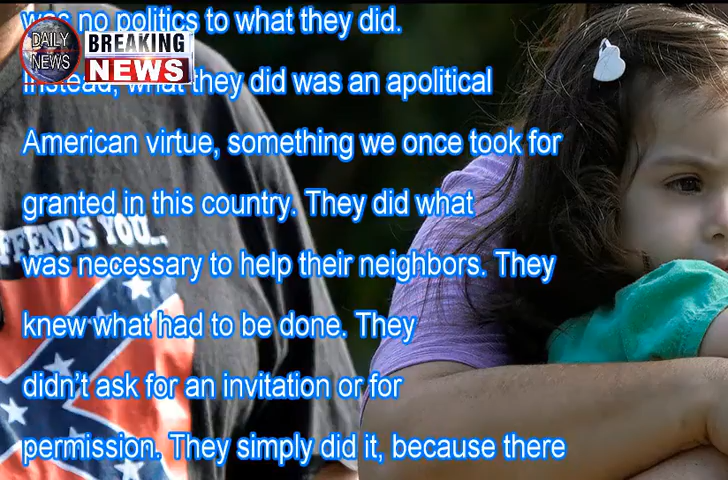 was no politics to what they did.
DAILY
NEWS
BREAKING
NEWS
Instead, what they did was an apolitical
American virtue, something we once took for
granted in this country. They did what
FFENDS YOU...
was necessary to help their neighbors. They
knew what had to be done. They
didn't ask for an invitation or for
permission. They simply did it, because there